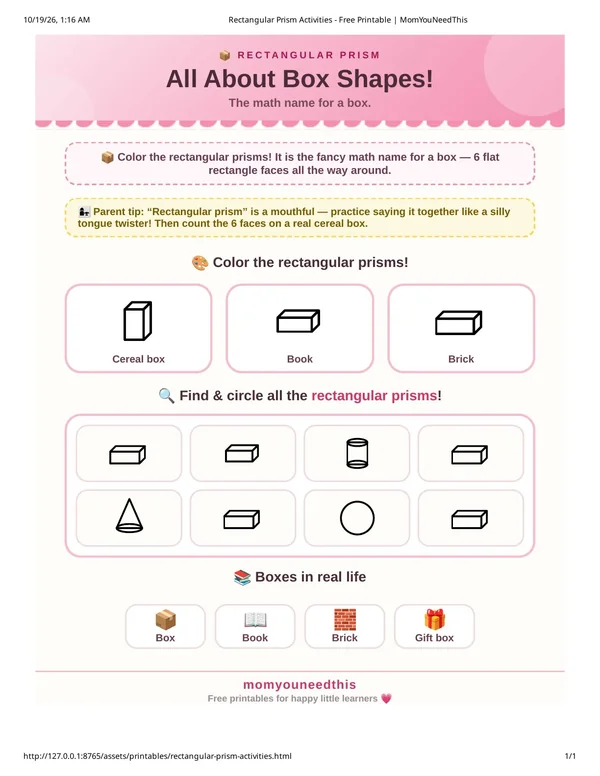 10/19/26, 1:16 AM Rectangular Prism Activities - Free Printable | MomYouNeedThis
📦 RECTANGULAR PRISM
All About Box Shapes!
The math name for a box.
📦 Color the rectangular prisms! It is the fancy math name for a box — 6 flat
rectangle faces all the way around.
Parent tip: “Rectangular prism” is a mouthful — practice saying it together like a silly
tongue twister! Then count the 6 faces on a real cereal box.
🎨 Color the rectangular prisms!
Cereal box
Book
Brick
🔍 Find & circle all the rectangular prisms!
📚 Boxes in real life
Box
Book
Brick
Gift box
momyouneedthis
Free printables for happy little learners 💗
http://127.0.0.1:8765/assets/printables/rectangular-prism-activities.html 1/1